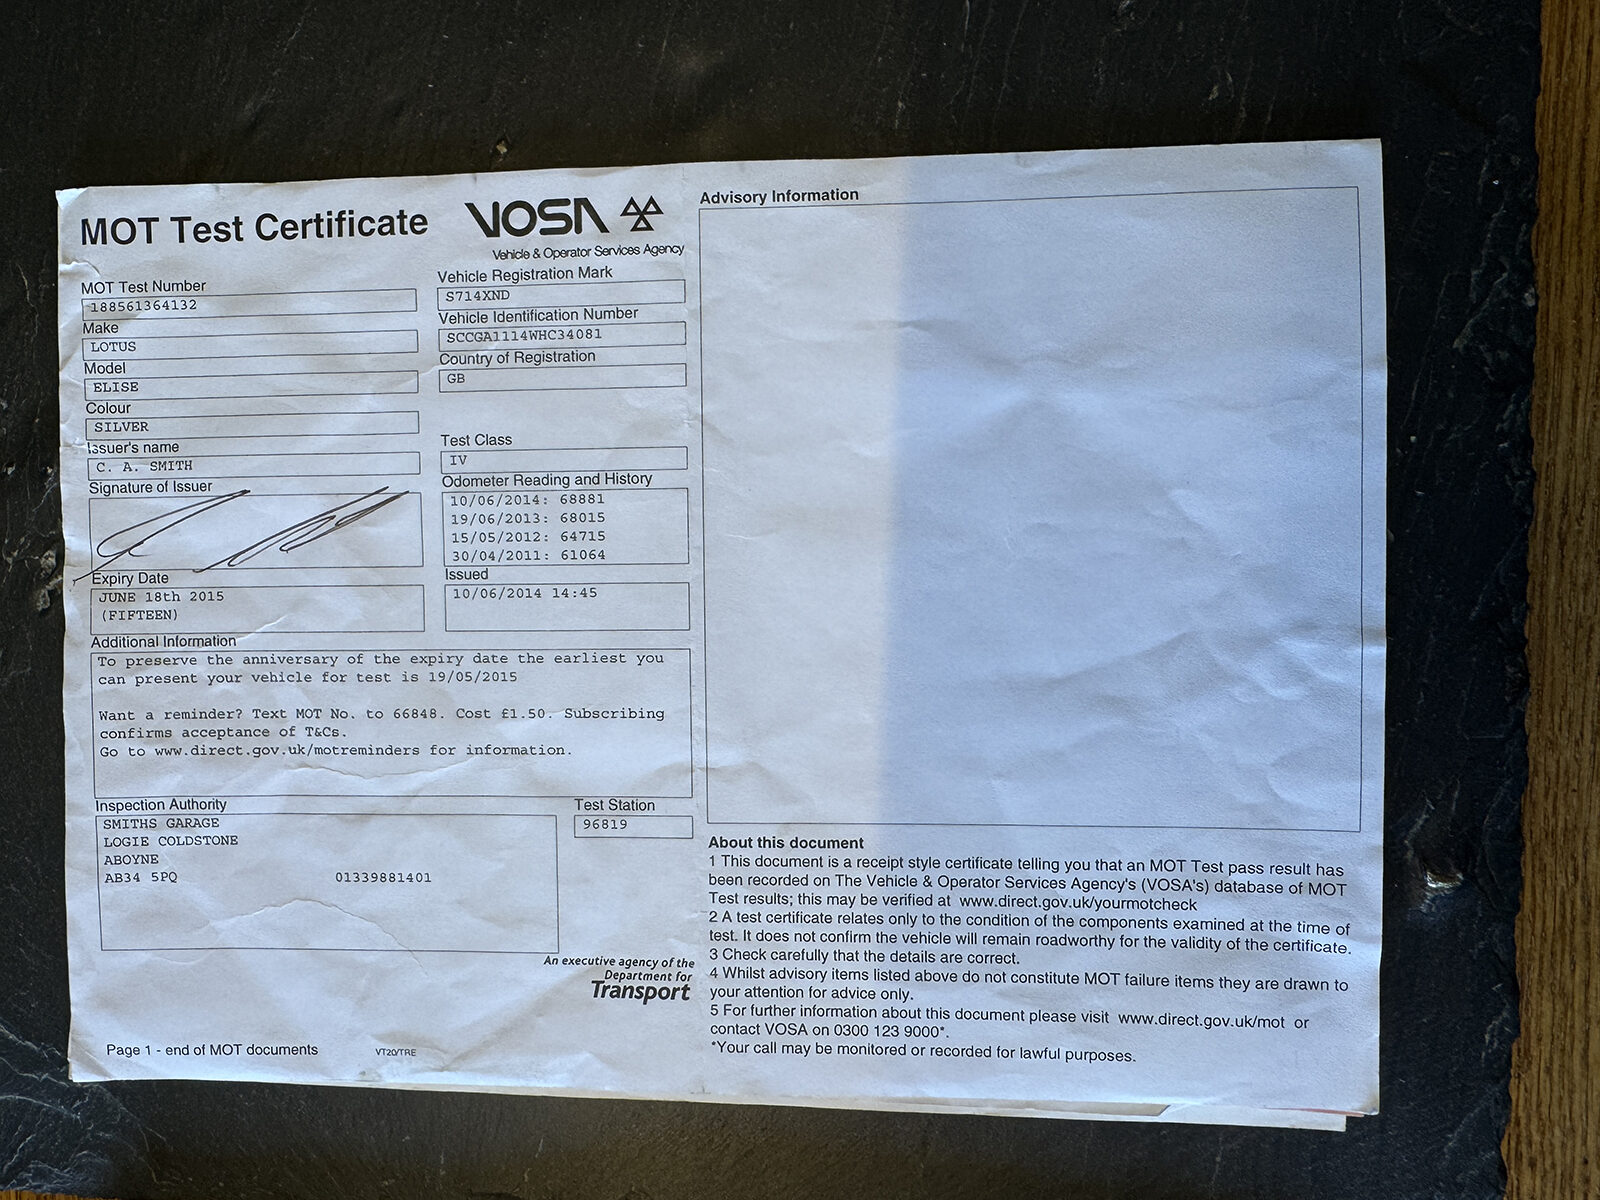 MOT Test Certificate
VOSA
Vehicle & Operator Services Agency
MOT Test Number
188561364132
Make
LOTUS
Model
ELISE
Colour
SILVER
Issuer's name
C. A. SMITH
Signature of Issuer
Expiry Date
JUNE 18th 2015
(FIFTEEN)
Vehicle Registration Mark
S714XND
Vehicle Identification Number
SCCGA1114WHC34081
Country of Registration
GB
Test Class
IV
Odometer Reading and History
10/06/2014: 68881
19/06/2013: 68015
15/05/2012: 64715
30/04/2011: 61064
Issued
10/06/2014 14:45
Additional Information
To preserve the anniversary of the expiry date the earliest you
can present your vehicle for test is 19/05/2015
Want a reminder? Text MOT No. to 66848. Cost £1.50. Subscribing
confirms acceptance of T&Cs.
Go to www.direct.gov.uk/motreminders for information.
Inspection Authority
SMITHS GARAGE
LOGIE COLDSTONE
ABOYNE
AB34 5PQ 01339881401
Test Station
96819
An executive agency of the
Department for
Transport
Page 1 - end of MOT documents
VT20/TRE
Advisory Information
About this document
1 This document is a receipt style certificate telling you that an MOT Test pass result has
been recorded on The Vehicle & Operator Services Agency's (VOSA's) database of MOT
Test results; this may be verified at www.direct.gov.uk/yourmotcheck
2 A test certificate relates only to the condition of the components examined at the time of
test. It does not confirm the vehicle will remain roadworthy for the validity of the certificate.
3 Check carefully that the details are correct.
4 Whilst advisory items listed above do not constitute MOT failure items they are drawn to
your attention for advice only.
5 For further information about this document please visit www.direct.gov.uk/mot or
contact VOSA on 0300 123 9000*.
*Your call may be monitored or recorded for lawful purposes.